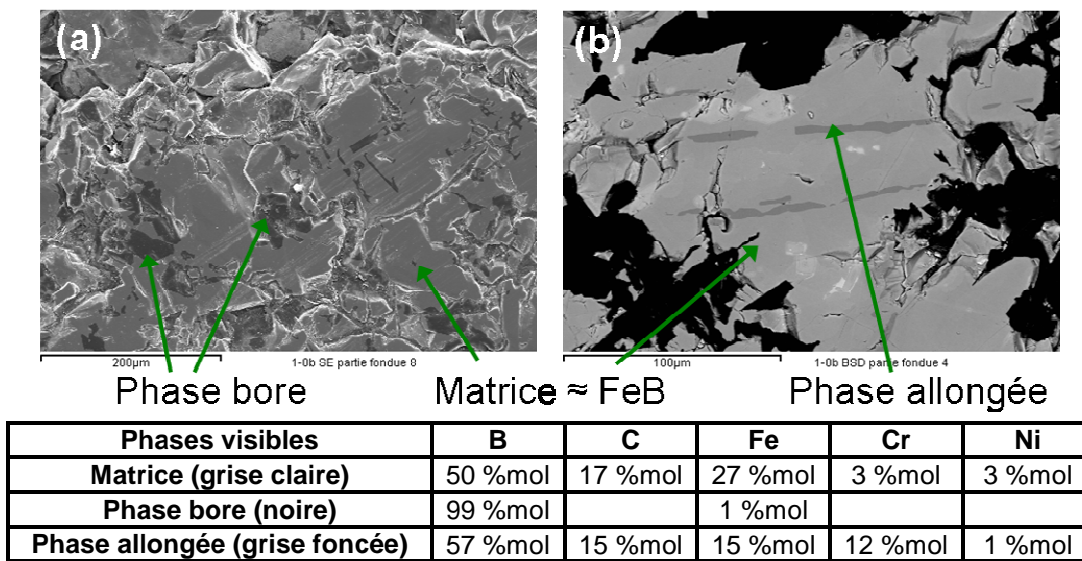 (a) (b)
200µm 1-0b SE partie fondue 8 100µm 1-0b BSD partie fondue 4
Phase bore Matrice ≈ FeB Phase allongée
Phases visibles B C Fe Cr Ni
Matrice (grise claire) 50 %mol 17 %mol 27 %mol 3 %mol 3 %mol
Phase bore (noire) 99 %mol 1 %mol
Phase allongée (grise foncée) 57 %mol 15 %mol 15 %mol 12 %mol 1 %mol